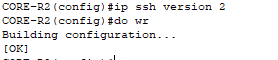 CORE-R2(config)#ip ssh version 2
CORE-R2(config)#do wr
Building configuration...
[OK]